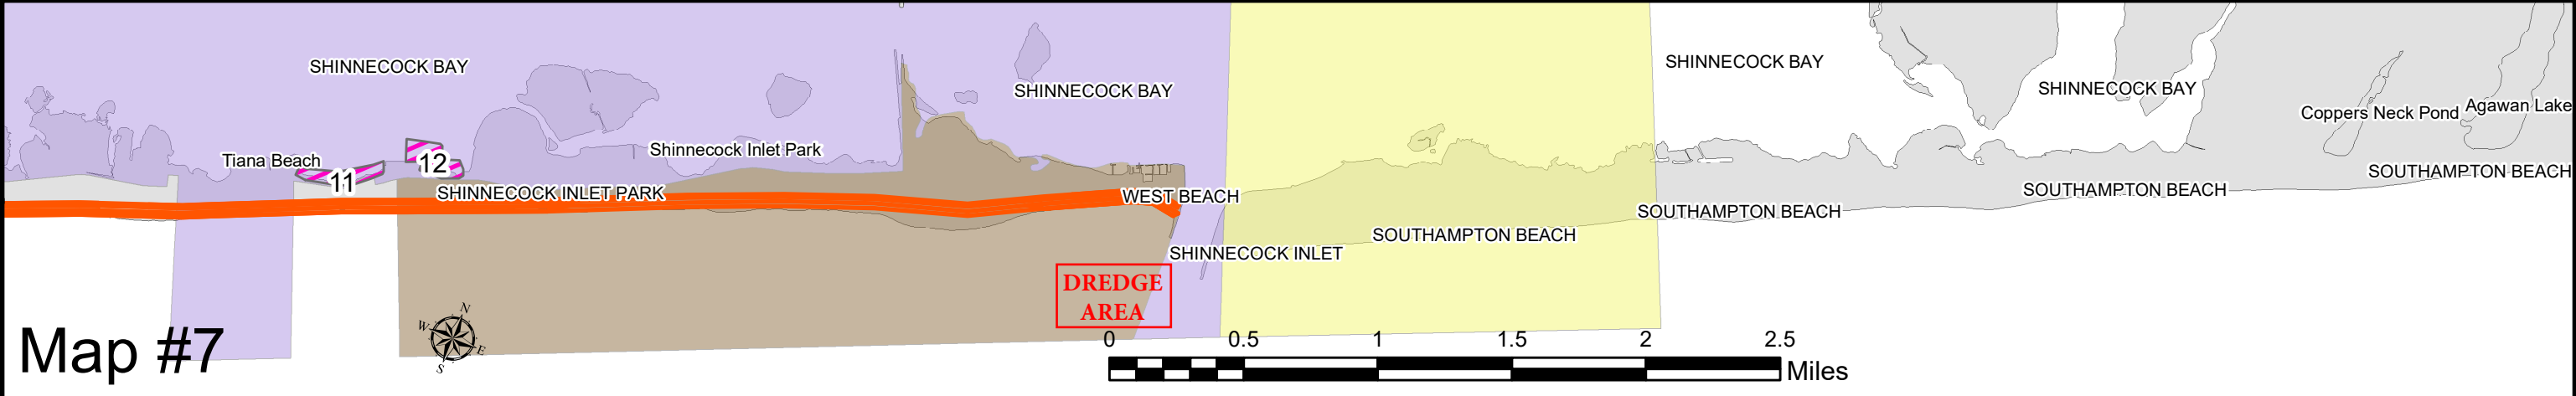 SHINNECOCK BAY
SHINNECOCK BAY
SHINNECOCK BAY
SHINNECOCK BAY
Coppers Neck Pond
Agawan Lake
Tiana Beach
12
Shinnecock Inlet Park
11
SHINNECOCK INLET PARK
WEST BEACH
SOUTHAMPTON BEACH
SOUTHAMPTON BEACH
SOUTHAMPTON BEACH
SOUTHAMPTON BEACH
SHINNECOCK INLET
DREDGE
AREA
Map #7
N
W
E
S
0 0.5 1 1.5 2 2.5
Miles